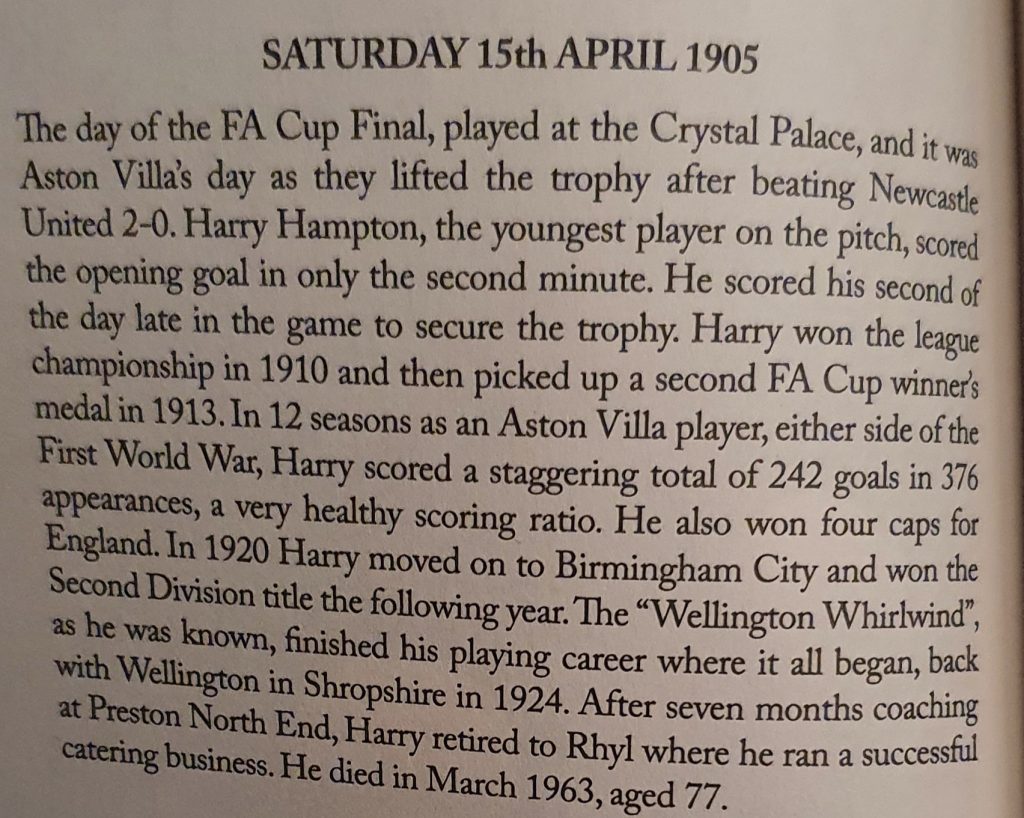 SATURDAY 15th APRIL 1905
The day of the FA Cup Final, played at the Crystal Palace, and it was
Aston Villa's day as they lifted the trophy after beating Newcastle
United 2-0. Harry Hampton, the youngest player on the pitch, scored
the opening goal in only the second minute. He scored his second of
the day late in the game to secure the trophy. Harry won the league
championship in 1910 and then picked up a second FA Cup winner's
medal in 1913. In 12 seasons as an Aston Villa player, either side of the
First World War, Harry scored a staggering total of 242 goals in 376
appearances, a very healthy scoring ratio. He also won four caps for
England. In 1920 Harry moved on to Birmingham City and won the
Second Division title the following year. The “Wellington Whirlwind”,
as he was known, finished his playing career where it all began, back
with Wellington in Shropshire in 1924. After seven months coaching
at Preston North End, Harry retired to Rhyl where he ran a successful
catering business. He died in March 1963, aged 77.